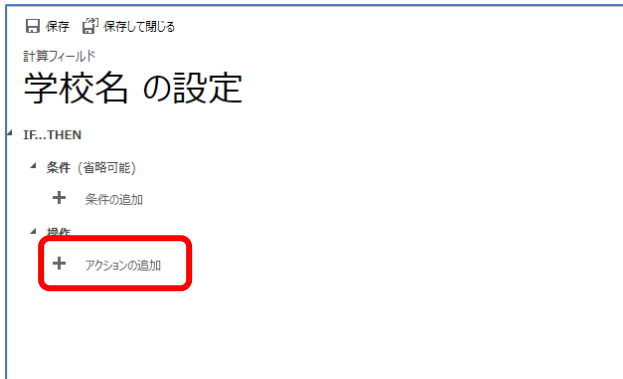 保存 保存して閉じる
計算フィールド
学校名 の設定
IF...THEN
条件 (省略可能)
条件の追加
操作
アクションの追加